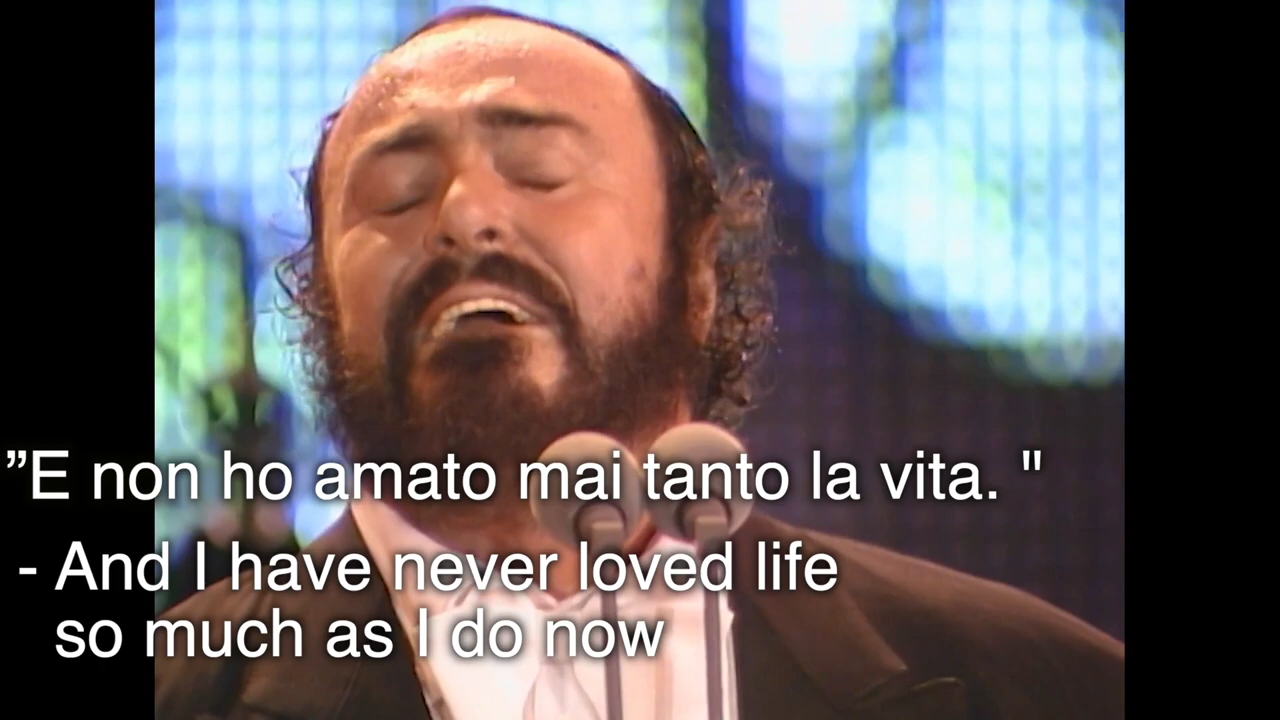 ”E non ho amato mai tanto la vita. "
- And I have never loved life
so much as I do now